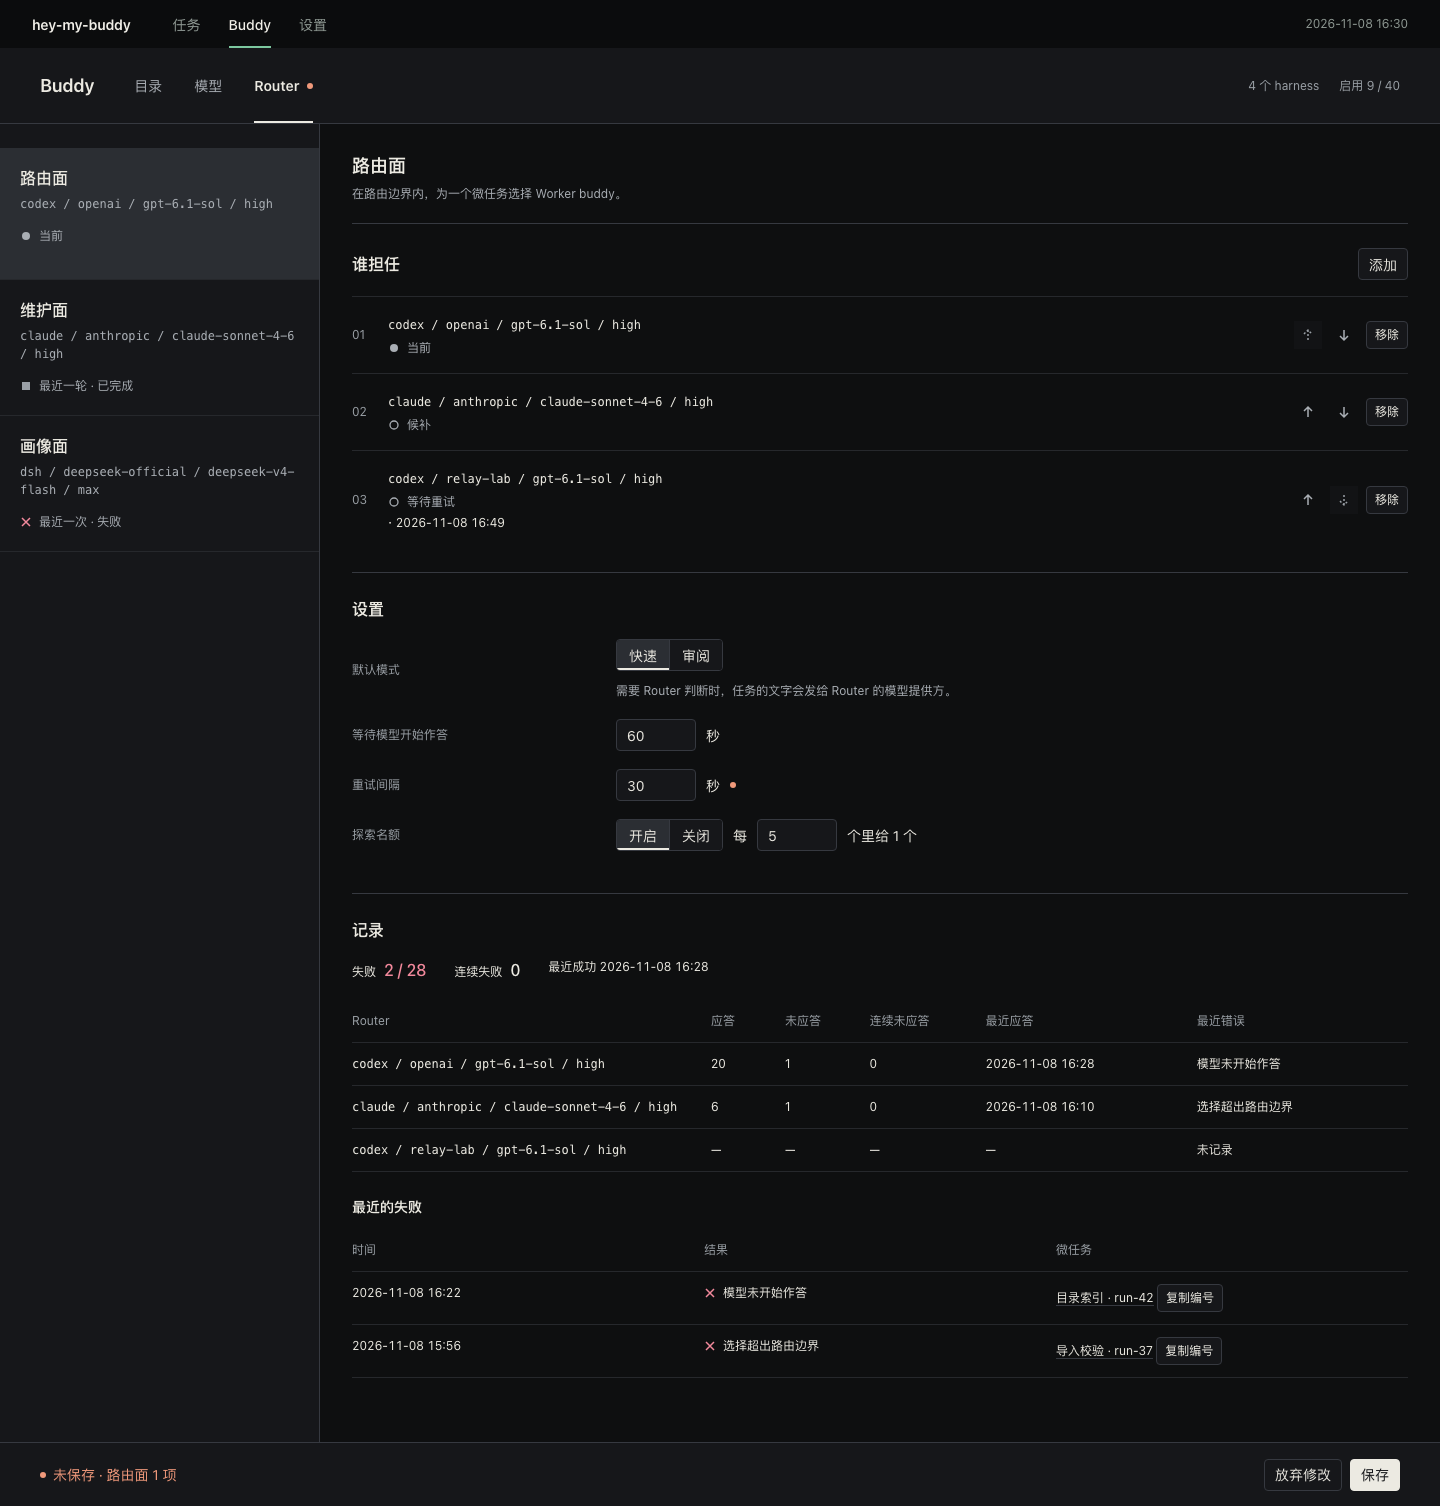 hey-my-buddy 任务 Buddy 设置 2026-11-08 16:30
Buddy 目录 模型 Router 4 个 harness 启用 9 / 40
路由面
codex / openai / gpt-6.1-sol / high
当前
维护面
claude / anthropic / claude-sonnet-4-6
/ high
最近一轮 · 已完成
画像面
dsh / deepseek-official / deepseek-v4-
flash / max
最近一次 · 失败
路由面
在路由边界内，为一个微任务选择 Worker buddy。
谁担任 添加
01 codex / openai / gpt-6.1-sol / high
当前 ↓ 移除
02 claude / anthropic / claude-sonnet-4-6 / high
候补 ↑ ↓ 移除
03 codex / relay-lab / gpt-6.1-sol / high
等待重试 ↑ 移除
· 2026-11-08 16:49
设置
默认模式 快速 审阅
需要 Router 判断时，任务的文字会发给 Router 的模型提供方。
等待模型开始作答 60 秒
重试间隔 30 秒
探索名额 开启 关闭 每 5 个里给 1 个
记录
失败 2 / 28 连续失败 0 最近成功 2026-11-08 16:28
Router 应答 未应答 连续未应答 最近应答 最近错误
codex / openai / gpt-6.1-sol / high 20 1 0 2026-11-08 16:28 模型未开始作答
claude / anthropic / claude-sonnet-4-6 / high 6 1 0 2026-11-08 16:10 选择超出路由边界
codex / relay-lab / gpt-6.1-sol / high — — — — 未记录
最近的失败
时间 结果 微任务
2026-11-08 16:22 模型未开始作答 目录索引 · run-42 复制编号
2026-11-08 15:56 选择超出路由边界 导入校验 · run-37 复制编号
未保存 · 路由面 1 项 放弃修改 保存